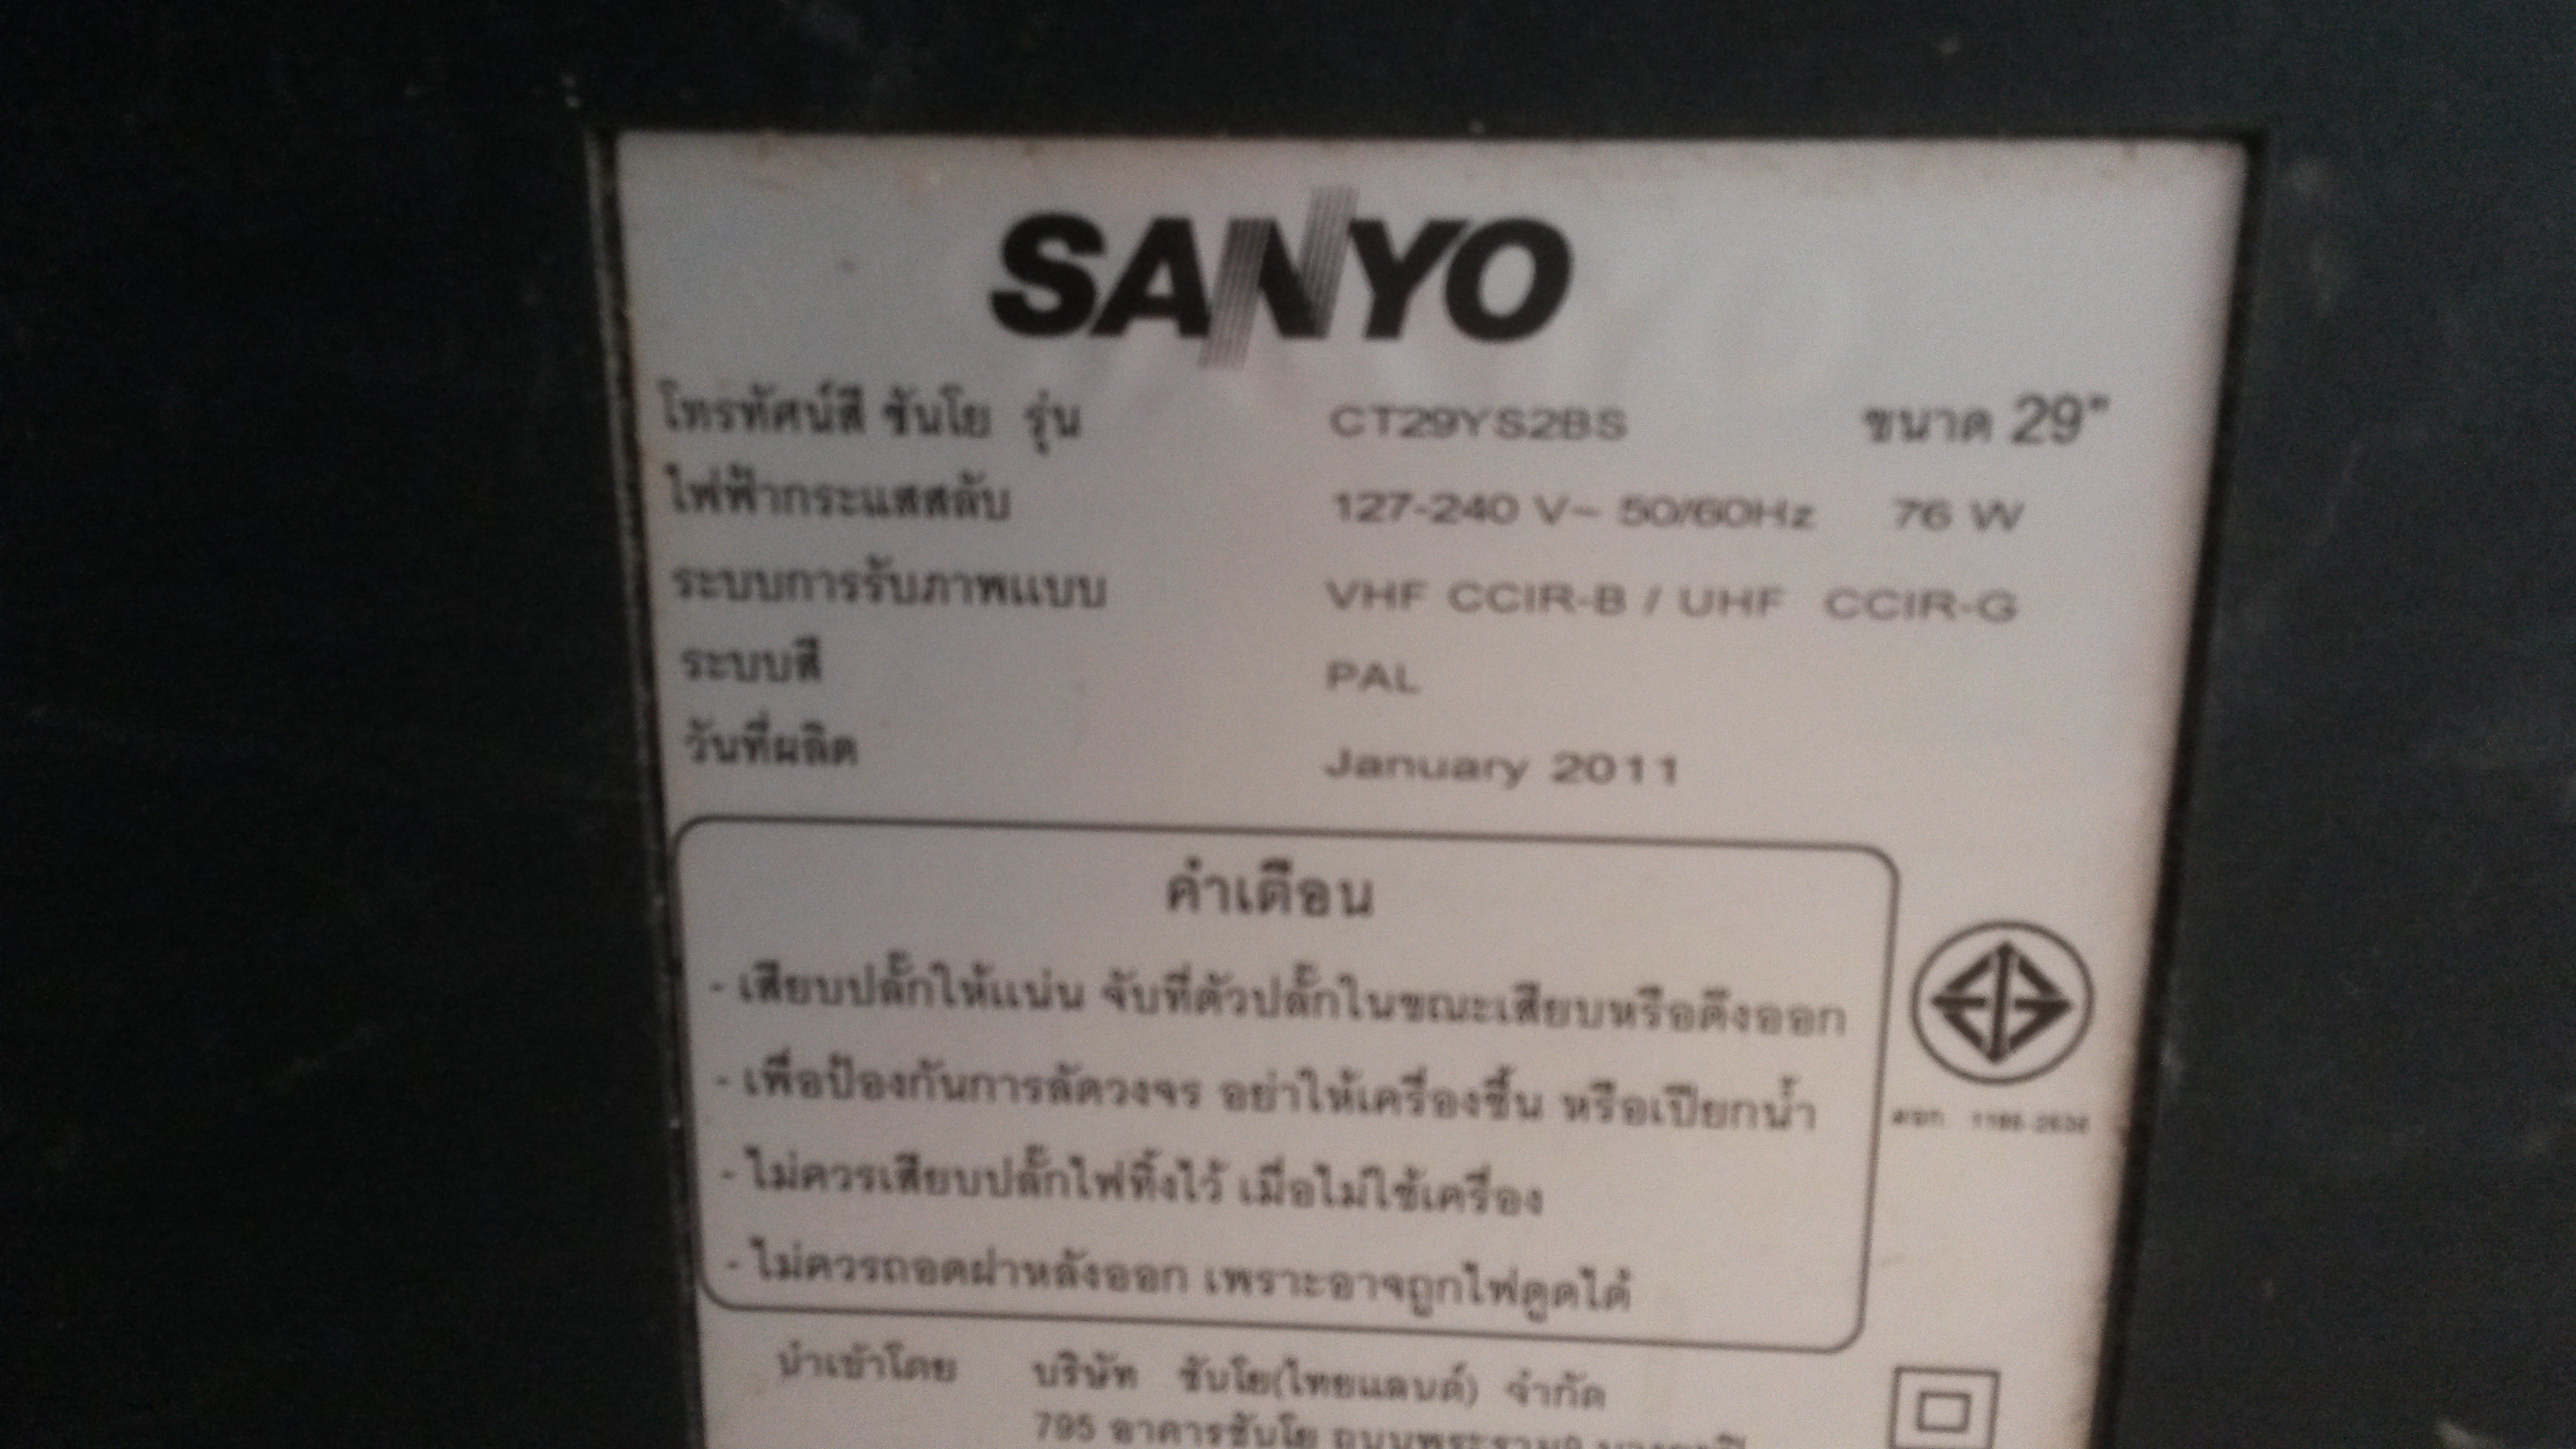 SANYO
โทรทัศน์สี ซันโย รุ่น CT29YS2BS ขนาด 29"
ไฟฟ้ากระแสสลับ 127-240 V~ 50/60Hz 76 W
ระบบการรับภาพแบบ VHF CCIR-B / UHF CCIR-G
ระบบสี PAL
วันที่ผลิต January 2011
คำเตือน
- เสียบปลั๊กให้แน่น จับที่ตัวปลั๊กในขณะเสียบหรือดึงออก
- เพื่อป้องกันการลัดวงจร อย่าให้เครื่องชื้น หรือเปียกน้ำ
- ไม่ควรเสียบปลั๊กไฟทิ้งไว้ เมื่อไม่ใช้เครื่อง
- ไม่ควรถอดฝาหลังออก เพราะอาจถูกไฟดูดได้
มอก.
นำเข้าโดย บริษัท ซันโย(ไทยแลนด์) จำกัด
795 อาคารซันโย